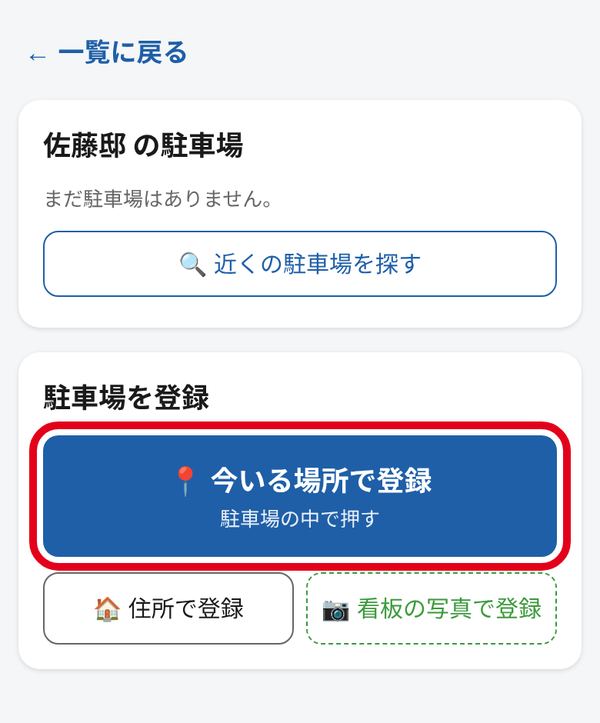 ← 一覧に戻る
佐藤邸 の駐車場
まだ駐車場はありません。
🔍 近くの駐車場を探す
駐車場を登録
📍 今いる場所で登録
駐車場の中で押す
🏠 住所で登録
📷 看板の写真で登録